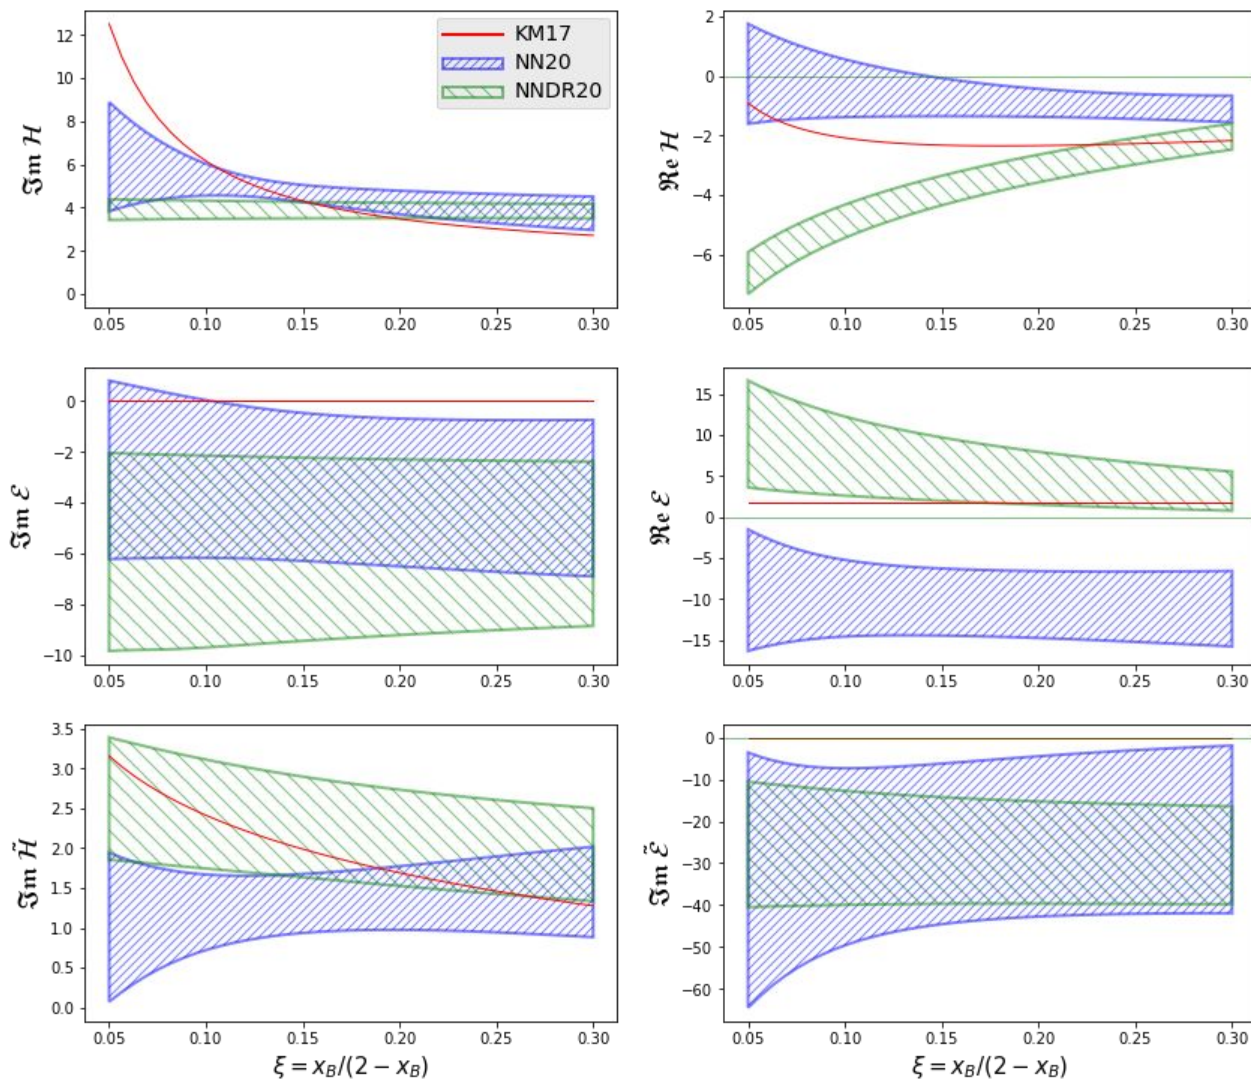 ℑm ℋ
12
10
8
6
4
2
0
KM17
NN20
NNDR20
0.05 0.10 0.15 0.20 0.25 0.30
ℜe ℋ
2
0
−2
−4
−6
0.05 0.10 0.15 0.20 0.25 0.30
ℑm ℰ
0
−2
−4
−6
−8
−10
0.05 0.10 0.15 0.20 0.25 0.30
ℜe ℰ
15
10
5
0
−5
−10
−15
0.05 0.10 0.15 0.20 0.25 0.30
ℑm ℋ̃
3.5
3.0
2.5
2.0
1.5
1.0
0.5
0.0
0.05 0.10 0.15 0.20 0.25 0.30
ξ = x_B/(2 − x_B)
ℑm ℰ̃
0
−10
−20
−30
−40
−50
−60
0.05 0.10 0.15 0.20 0.25 0.30
ξ = x_B/(2 − x_B)